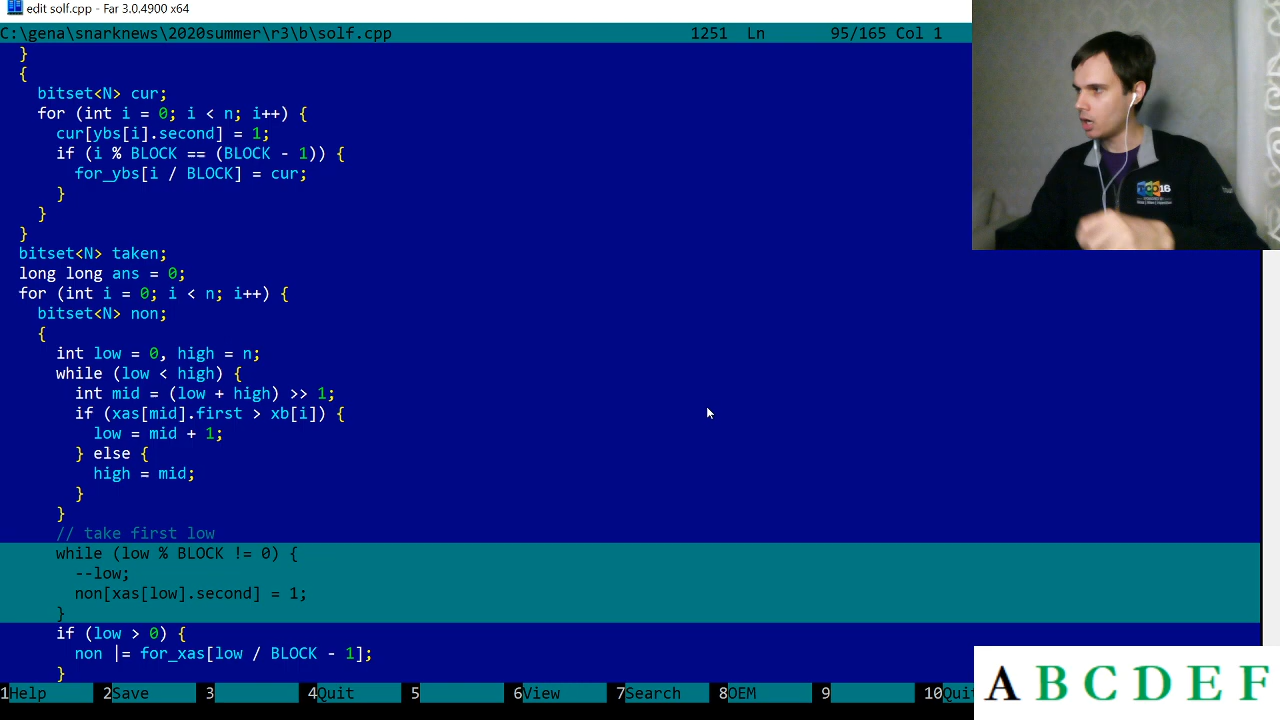 edit solf.cpp - Far 3.0.4900 x64
C:\gena\snarknews\2020summer\r3\b\solf.cpp 1251 Ln 95/165 Col 1
}
{
bitset<N> cur;
for (int i = 0; i < n; i++) {
cur[ybs[i].second] = 1;
if (i % BLOCK == (BLOCK - 1)) {
for_ybs[i / BLOCK] = cur;
}
}
}
bitset<N> taken;
long long ans = 0;
for (int i = 0; i < n; i++) {
bitset<N> non;
{
int low = 0, high = n;
while (low < high) {
int mid = (low + high) >> 1;
if (xas[mid].first > xb[i]) {
low = mid + 1;
} else {
high = mid;
}
}
// take first low
while (low % BLOCK != 0) {
--low;
non[xas[low].second] = 1;
}
if (low > 0) {
non |= for_xas[low / BLOCK - 1];
}
1Help 2Save 3 4Quit 5 6View 7Search 8OEM 9 10Quit
A B C D E F